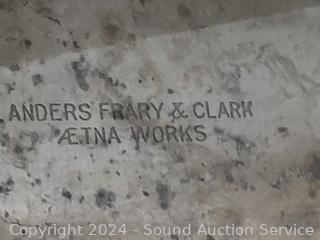 ANDERS FRARY & CLARK
ÆTNA WORKS
Copyright 2024 - Sound Auction Service